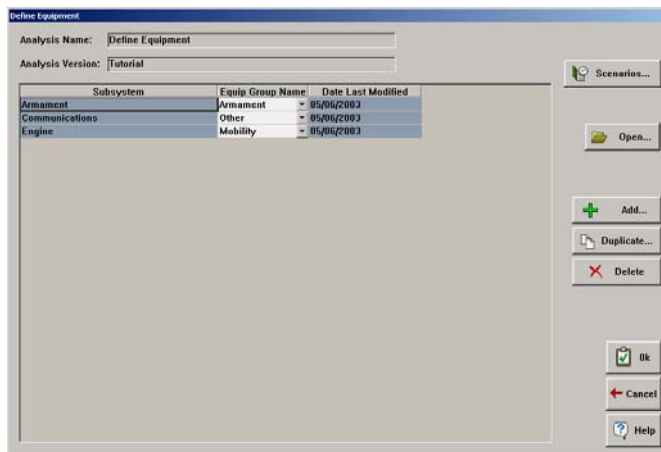 Define Equipment
Analysis Name: Define Equipment
Analysis Version: Tutorial
Subsystem Equip Group Name Date Last Modified
Armament Armament 05/06/2003
Communications Other 05/06/2003
Engine Mobility 05/06/2003
Scenarios...
Open...
Add...
Duplicate...
Delete
Ok
Cancel
Help